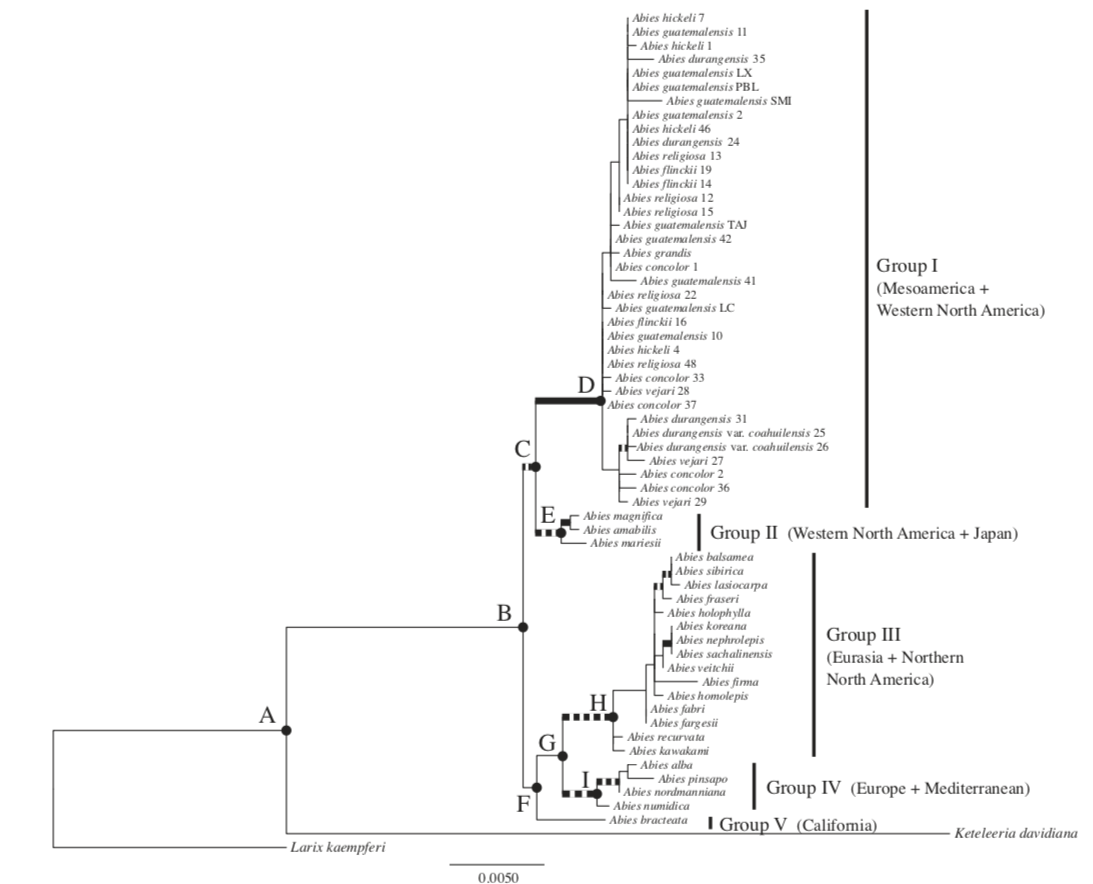 Abies hickeli 7
Abies guatemalensis 11
Abies hickeli 1
Abies durangensis 35
Abies guatemalensis LX
Abies guatemalensis PBL
Abies guatemalensis SMI
Abies guatemalensis 2
Abies hickeli 46
Abies durangensis 24
Abies religiosa 13
Abies flinckii 19
Abies flinckii 14
Abies religiosa 12
Abies religiosa 15
Abies guatemalensis TAJ
Abies guatemalensis 42
Abies grandis
Abies concolor 1
Abies guatemalensis 41
Abies religiosa 22
Abies guatemalensis LC
Abies flinckii 16
Abies guatemalensis 10
Abies hickeli 4
Abies religiosa 48
Abies concolor 33
Abies vejari 28
Abies concolor 37
Abies durangensis 31
Abies durangensis var. coahuilensis 25
Abies durangensis var. coahuilensis 26
Abies vejari 27
Abies concolor 2
Abies concolor 36
Abies vejari 29
Group I
(Mesoamerica +
Western North America)
D
C
E
Abies magnifica
Abies amabilis
Abies mariesii
Group II (Western North America + Japan)
Abies balsamea
Abies sibirica
Abies lasiocarpa
Abies fraseri
Abies holophylla
Abies koreana
Abies nephrolepis
Abies sachalinensis
Abies veitchii
Abies firma
Abies homolepis
Abies fabri
Abies fargesii
Abies recurvata
Abies kawakami
Group III
(Eurasia + Northern
North America)
B
H
A
G
I
F
Abies alba
Abies pinsapo
Abies nordmanniana
Abies numidica
Group IV (Europe + Mediterranean)
Abies bracteata
Group V (California)
Keteleeria davidiana
Larix kaempferi
0.0050